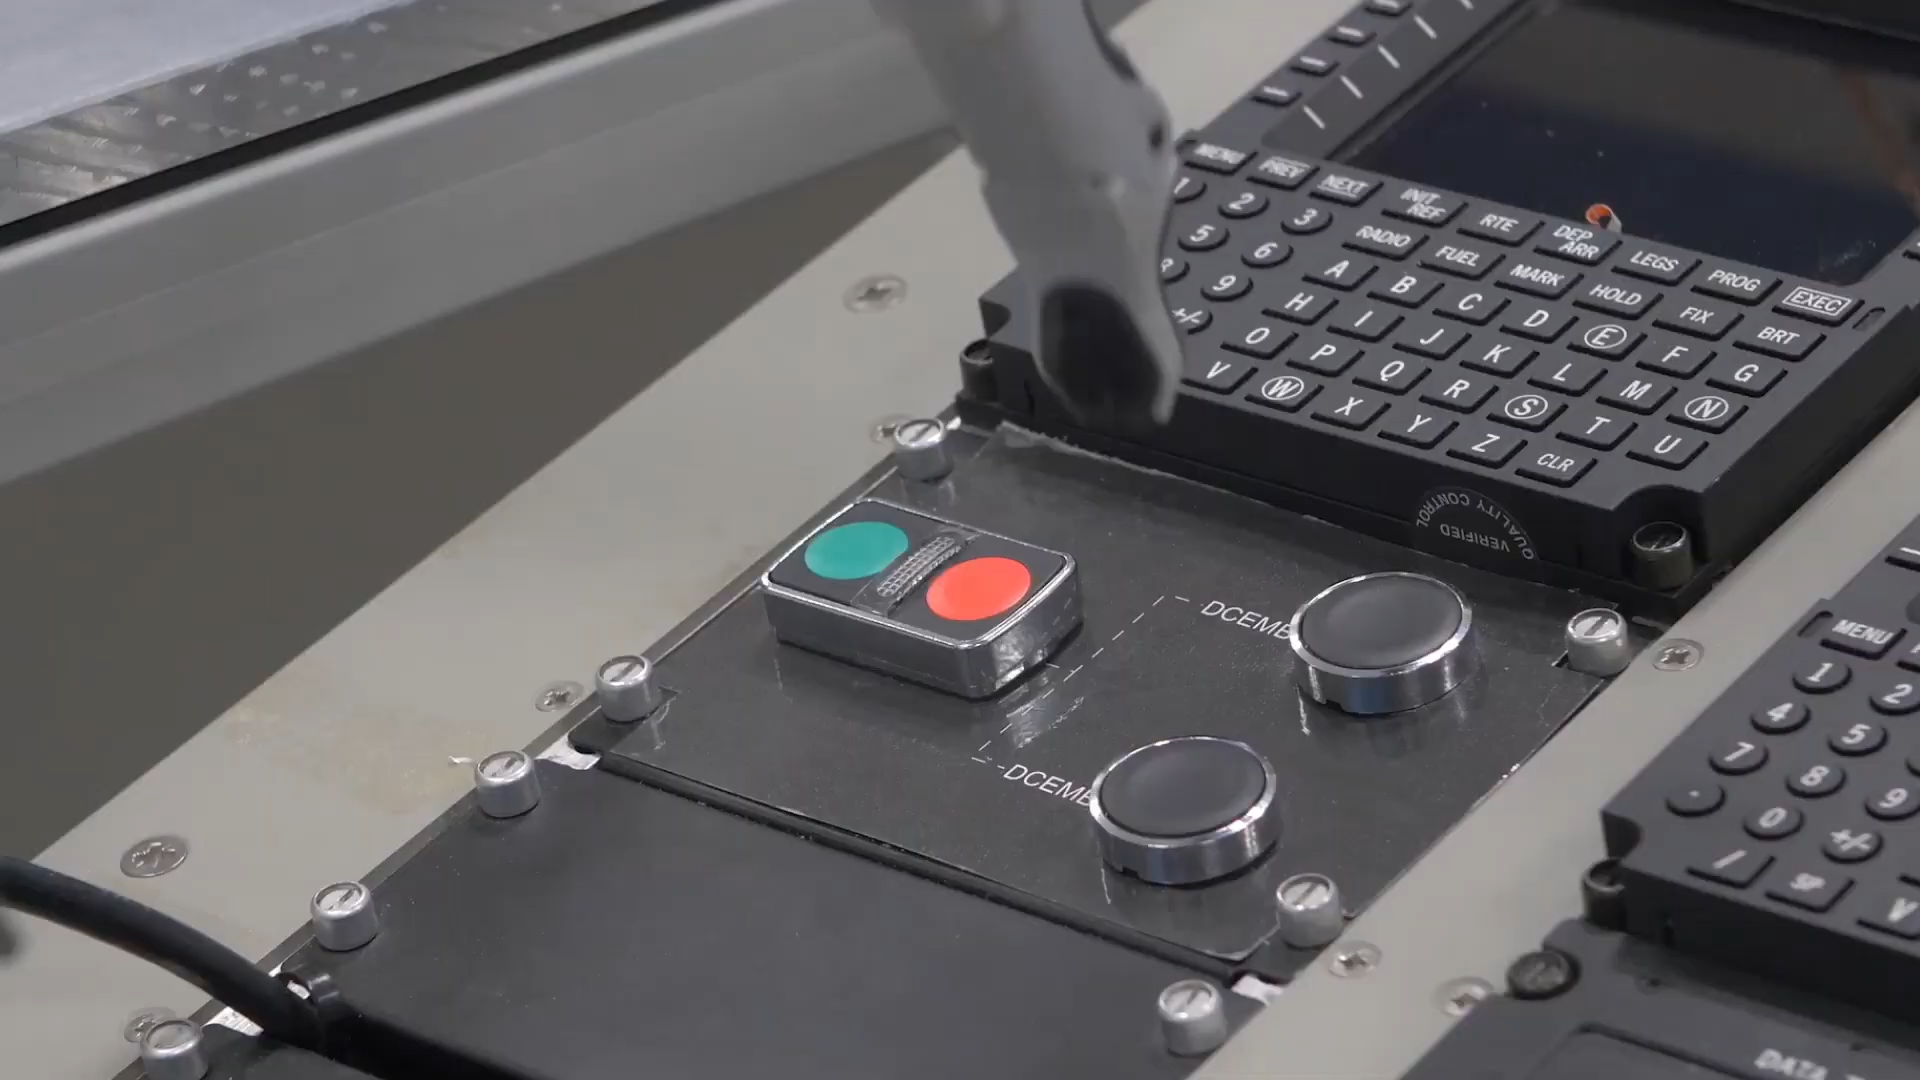 MENU PREV NEXT INIT REF RTE DEP ARR LEGS PROG EXEC
RADIO FUEL MARK HOLD FIX BRT
1 2 3
5 6 A B C D E F G
9 H I J K L M N
+/- O P Q R S T U
V W X Y Z CLR
VERIFIED
QUALITY CONTROL
DCEMB
DCEMB
MENU
1 2
4 5
7 8 9
. 0 +/-
/ SP V
DATA